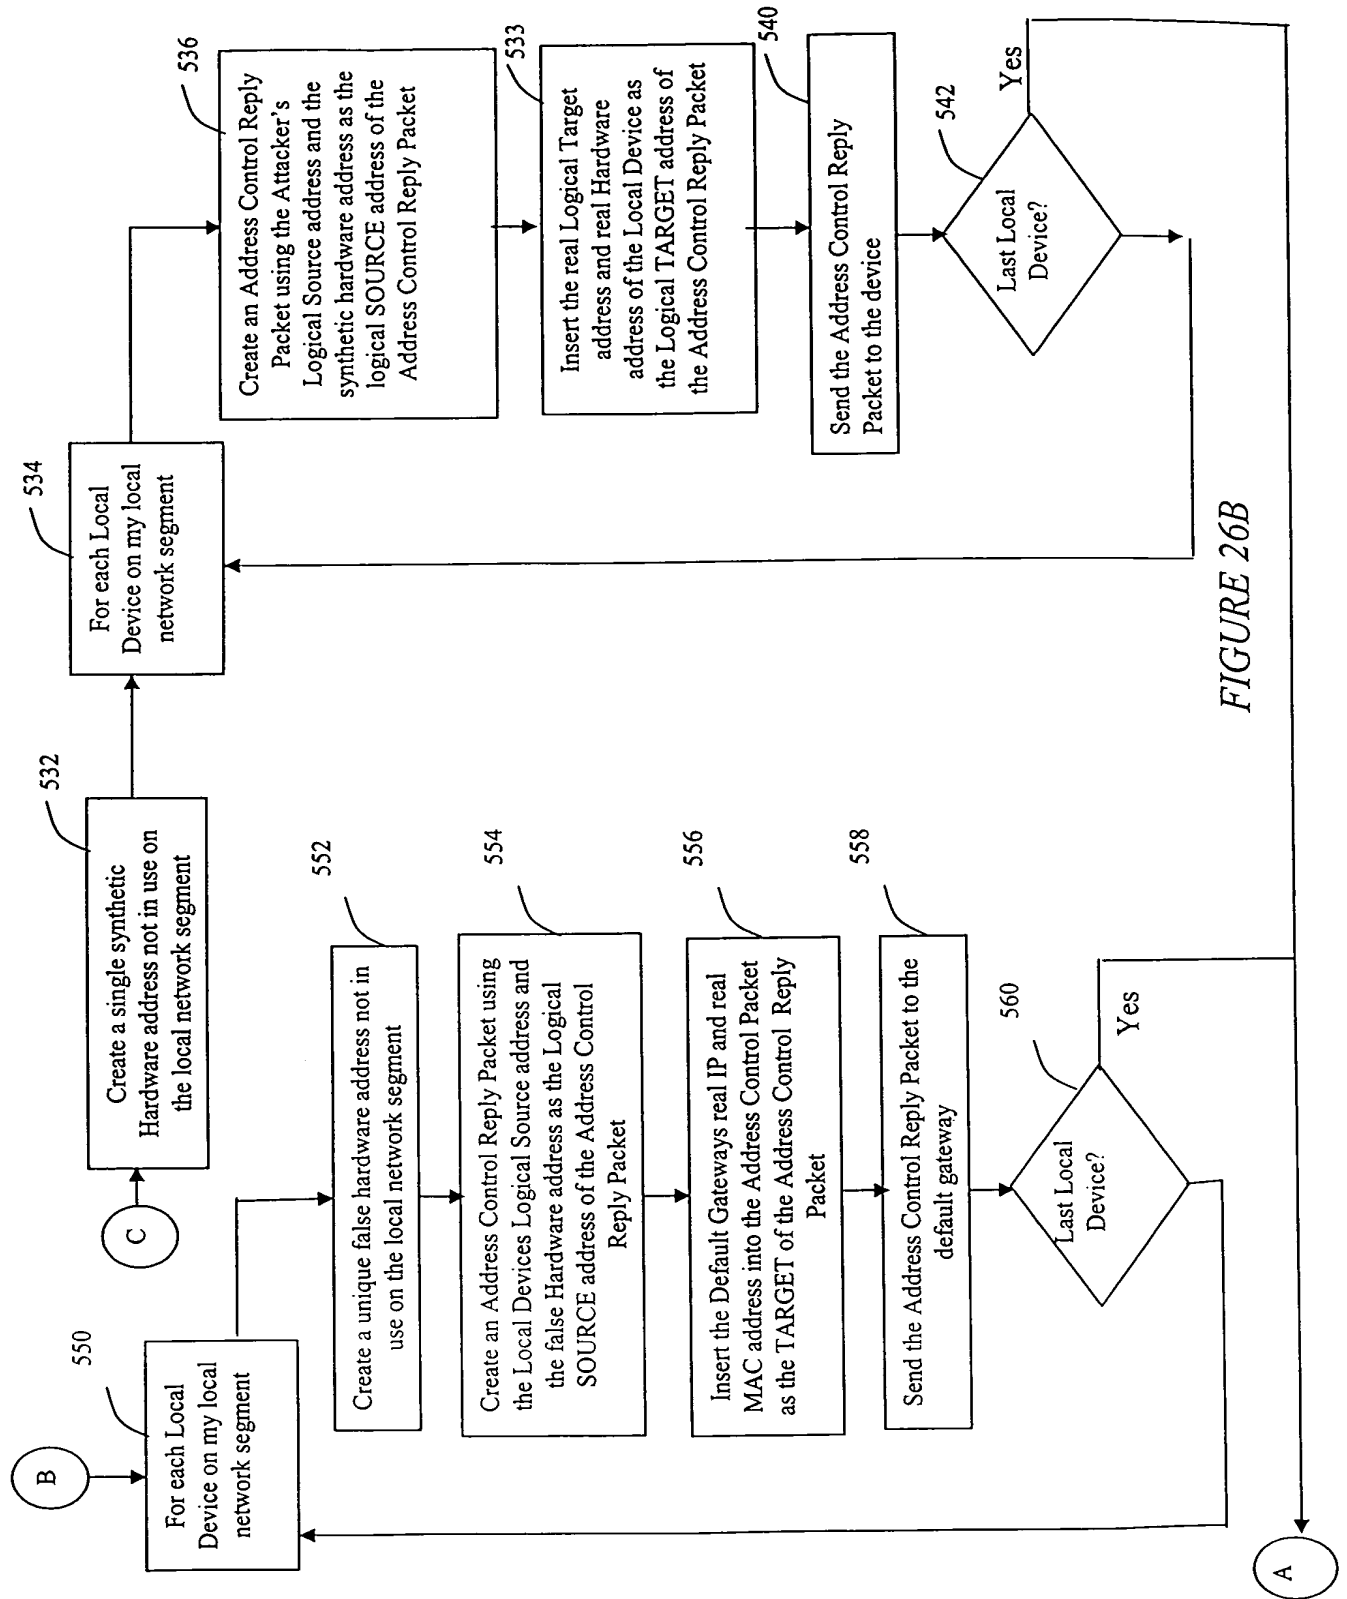 B
550
For each Local
Device on my local
network segment
552
Create a unique false hardware address not in
use on the local network segment
554
Create an Address Control Reply Packet using
the Local Devices Logical Source address and
the false Hardware address as the Logical
SOURCE address of the Address Control
Reply Packet
556
Insert the Default Gateways real IP and real
MAC address into the Address Control Packet
as the TARGET of the Address Control Reply
Packet
558
Send the Address Control Reply Packet to the
default gateway
560
Last Local
Device?
Yes
C
532
Create a single synthetic
Hardware address not in use on
the local network segment
534
For each Local
Device on my local
network segment
536
Create an Address Control Reply
Packet using the Attacker's
Logical Source address and the
synthetic hardware address as the
logical SOURCE address of the
Address Control Reply Packet
533
Insert the real Logical Target
address and real Hardware
address of the Local Device as
the Logical TARGET address of
the Address Control Reply Packet
540
Send the Address Control Reply
Packet to the device
542
Last Local
Device?
Yes
A
FIGURE 26B